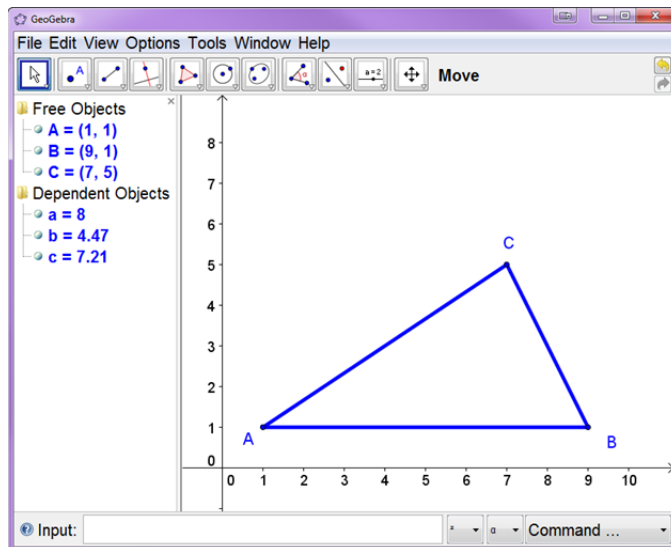 GeoGebra
File Edit View Options Tools Window Help
A
α
a=2
Move
Free Objects
A = (1, 1)
B = (9, 1)
C = (7, 5)
Dependent Objects
a = 8
b = 4.47
c = 7.21
8
7
6
5
4
3
2
1
0
C
A
B
0 1 2 3 4 5 6 7 8 9 10
Input:
α
Command ...